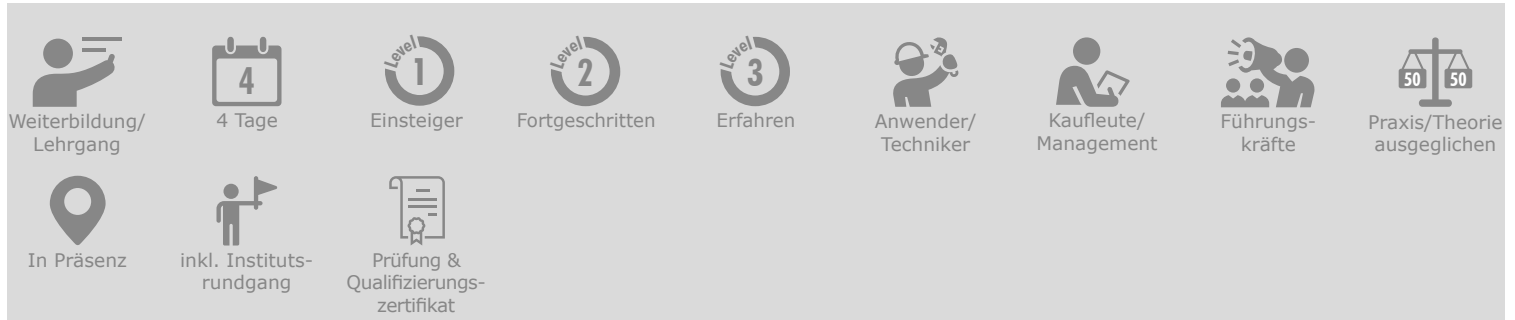 4
Level
1
Level
2
Level
3
50 50
Weiterbildung/
Lehrgang
4 Tage
Einsteiger
Fortgeschritten
Erfahren
Anwender/
Techniker
Kaufleute/
Management
Führungs-
kräfte
Praxis/Theorie
ausgeglichen
In Präsenz
inkl. Instituts-
rundgang
Prüfung &
Qualifizierungs-
zertifikat